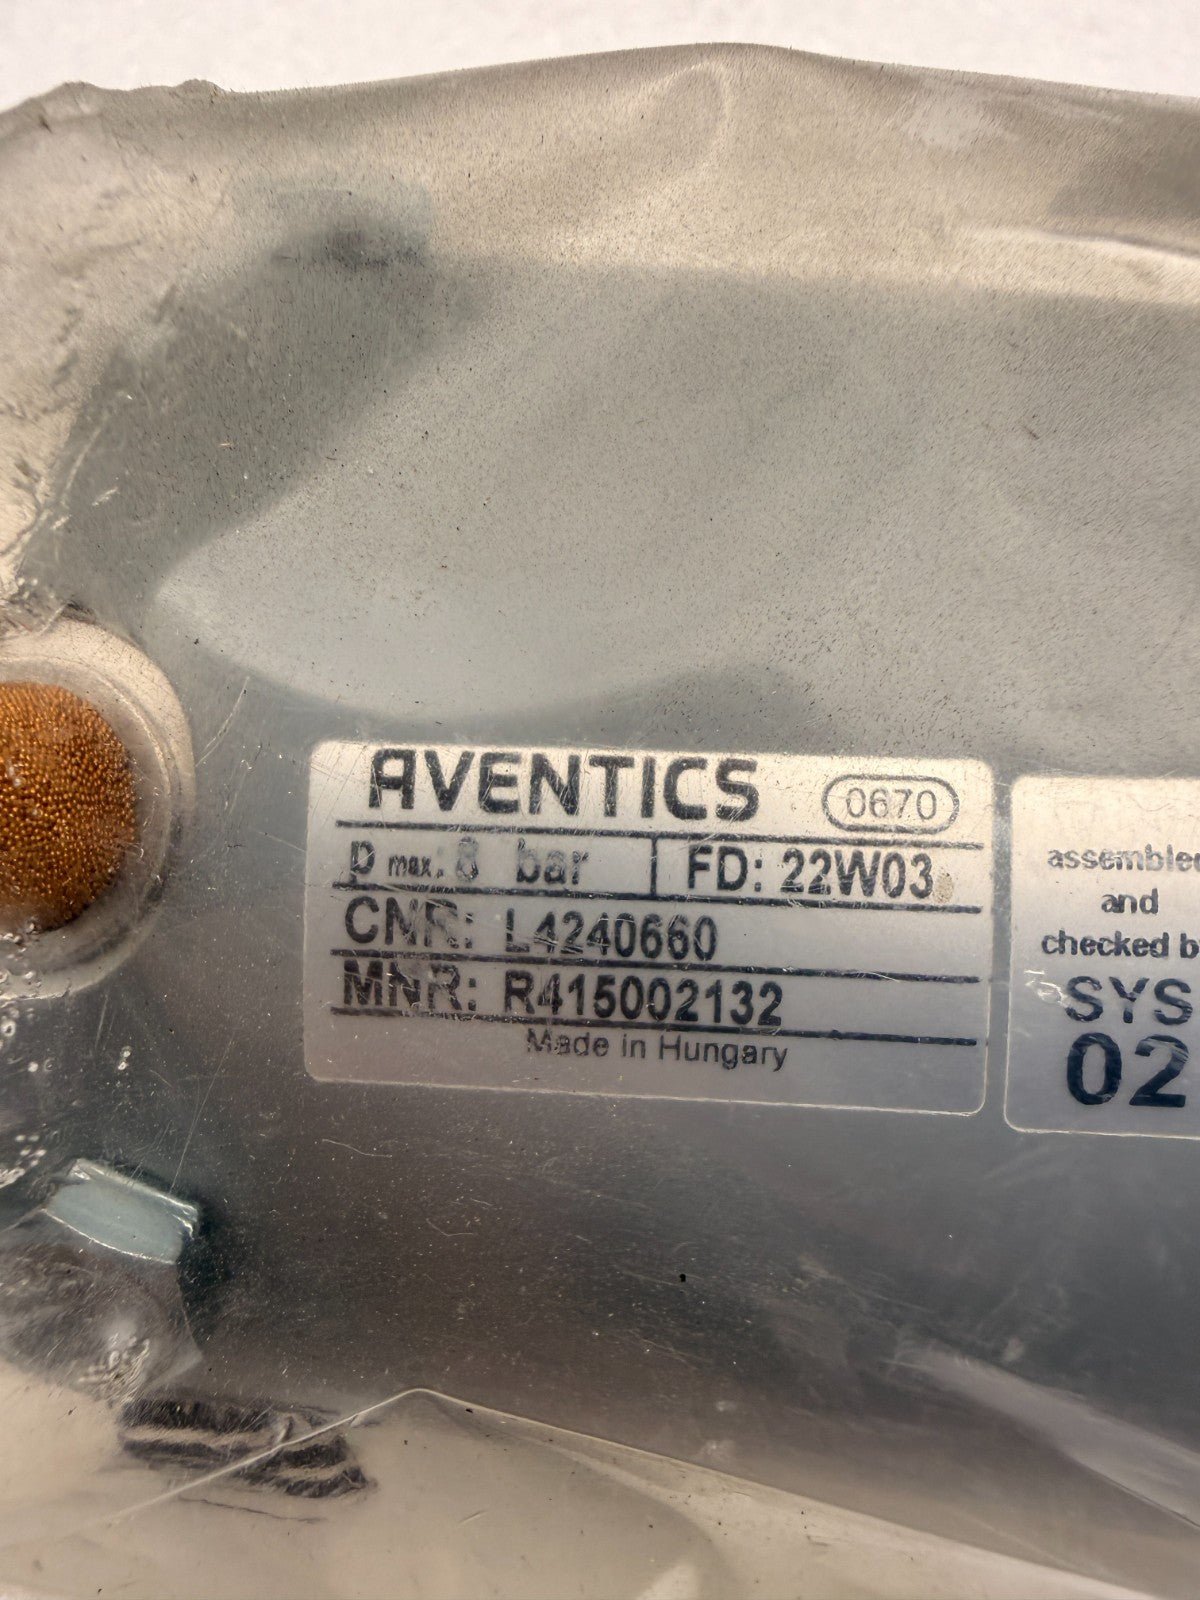 AVENTICS 0670
p max.: 8 bar FD: 22W03
CNR: L4240660
MNR: R415002132
Made in Hungary
assembled
and
checked b
SYS
02